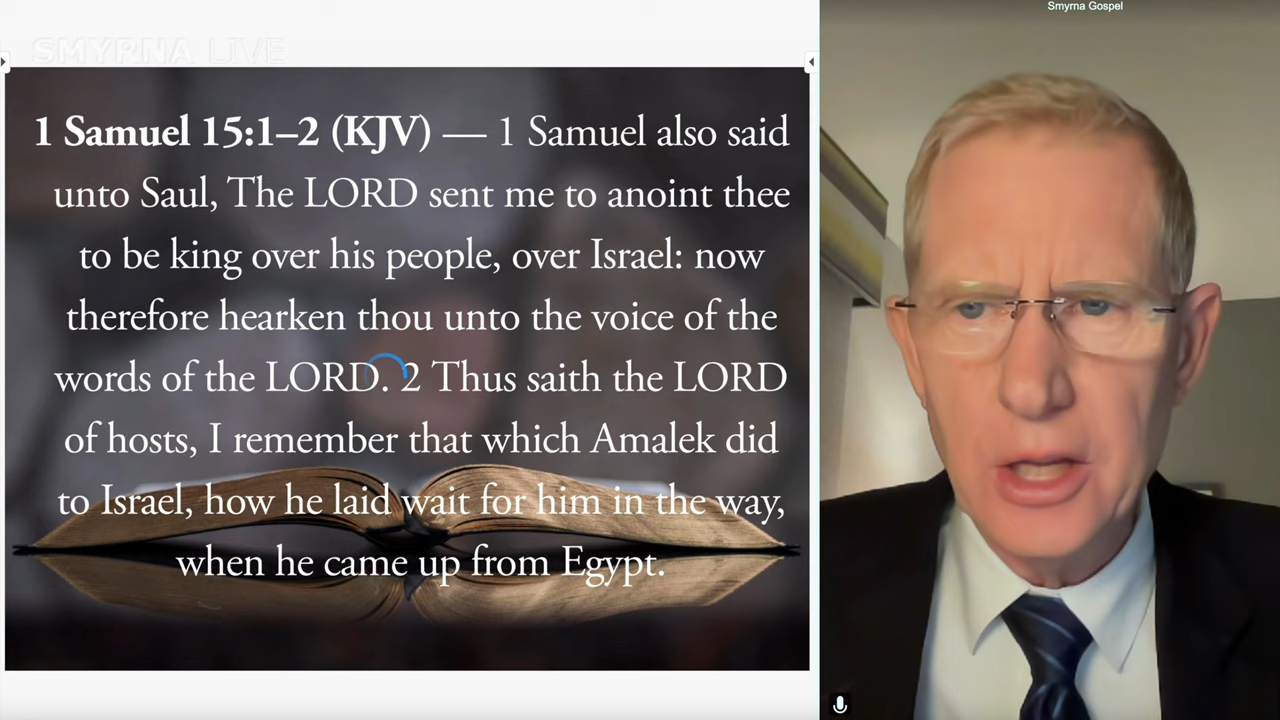 SMYRNA LIVE
Smyrna Gospel
1 Samuel 15:1–2 (KJV) — 1 Samuel also said
unto Saul, The LORD sent me to anoint thee
to be king over his people, over Israel: now
therefore hearken thou unto the voice of the
words of the LORD. 2 Thus saith the LORD
of hosts, I remember that which Amalek did
to Israel, how he laid wait for him in the way,
when he came up from Egypt.